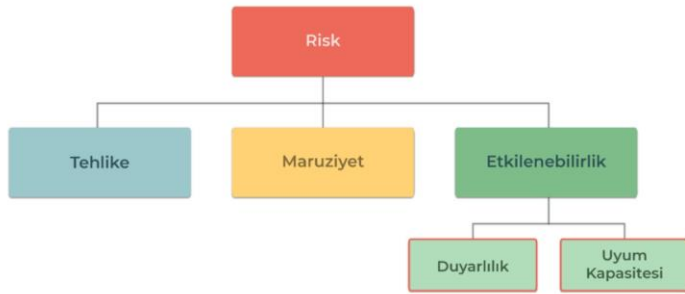 Risk
Tehlike
Maruziyet
Etkilenebilirlik
Duyarlılık
Uyum
Kapasitesi